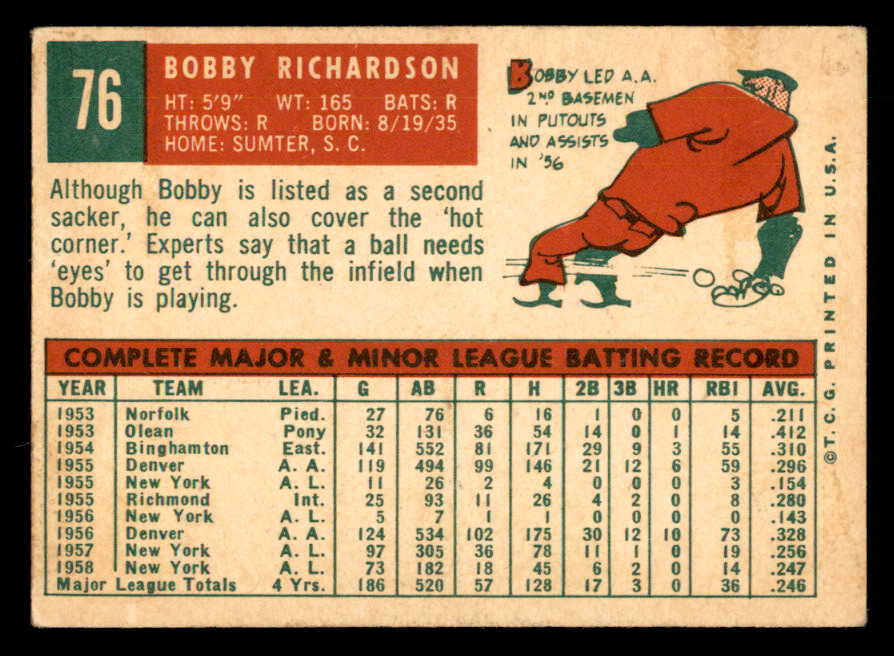 76
BOBBY RICHARDSON
HT: 5'9" WT: 165 BATS: R
THROWS: R BORN: 8/19/35
HOME: SUMTER, S. C.
BOBBY LED A.A.
2ND BASEMEN
IN PUTOUTS
AND ASSISTS
IN '56
Although Bobby is listed as a second
sacker, he can also cover the 'hot
corner.' Experts say that a ball needs
'eyes' to get through the infield when
Bobby is playing.
COMPLETE MAJOR & MINOR LEAGUE BATTING RECORD
YEAR TEAM LEA. G AB R H 2B 3B HR RBI AVG.
1953 Norfolk Pied. 27 76 6 16 1 0 0 5 .211
1953 Olean Pony 32 131 36 54 14 0 1 14 .412
1954 Binghamton East. 141 552 81 171 29 9 3 55 .310
1955 Denver A. A. 119 494 99 146 21 12 6 59 .296
1955 New York A. L. 11 26 2 4 0 0 0 3 .154
1955 Richmond Int. 25 93 11 26 4 2 0 8 .280
1956 New York A. L. 5 7 1 1 0 0 0 0 .143
1956 Denver A. A. 124 534 102 175 30 12 10 73 .328
1957 New York A. L. 97 305 36 78 11 1 0 19 .256
1958 New York A. L. 73 182 18 45 6 2 0 14 .247
Major League Totals 4 Yrs. 186 520 57 128 17 3 0 36 .246
©T.C.G. PRINTED IN U.S.A.